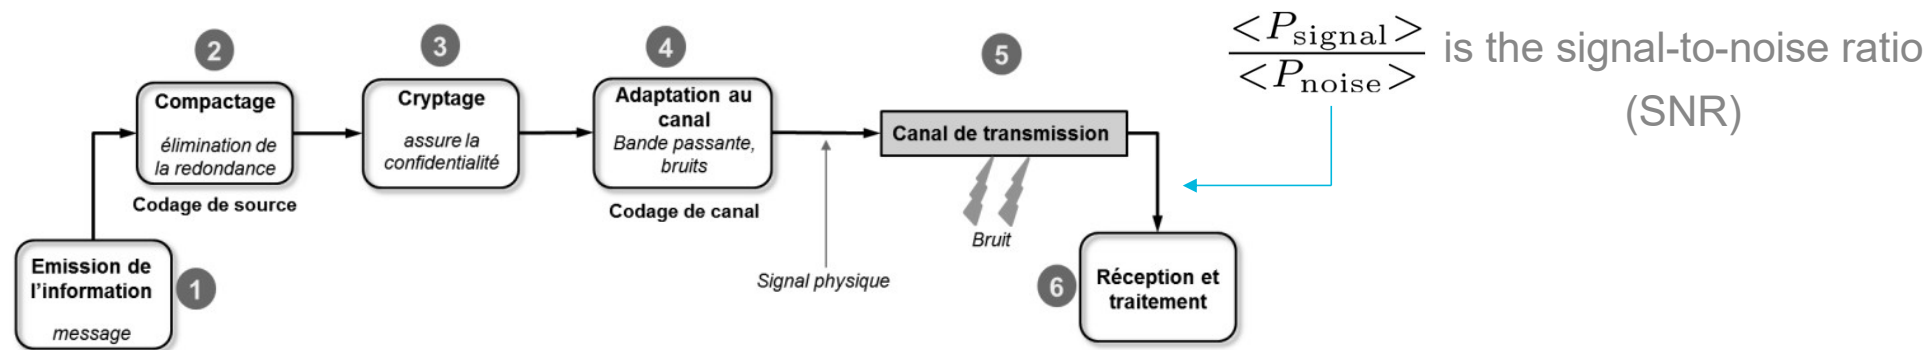 1
Emission de
l'information
message
2
Compactage
élimination de
la redondance
Codage de source
3
Cryptage
assure la
confidentialité
4
Adaptation au
canal
Bande passante,
bruits
Codage de canal
Signal physique
5
Canal de transmission
Bruit
6
Réception et
traitement
<P_signal>
<P_noise>
is the signal-to-noise ratio
(SNR)